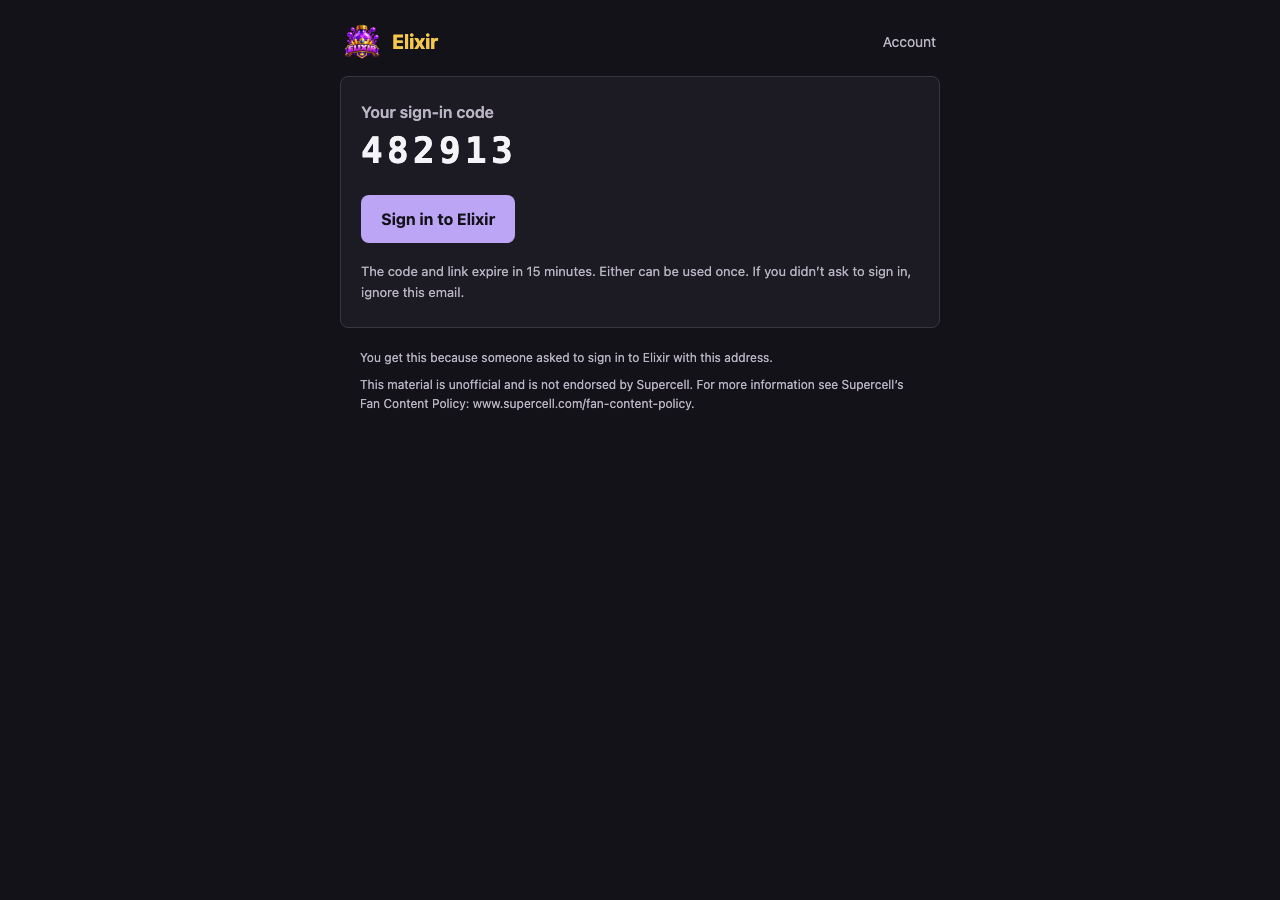 ELIXIR
Elixir
Account
Your sign-in code
482913
Sign in to Elixir
The code and link expire in 15 minutes. Either can be used once. If you didn’t ask to sign in,
ignore this email.
You get this because someone asked to sign in to Elixir with this address.
This material is unofficial and is not endorsed by Supercell. For more information see Supercell’s
Fan Content Policy: www.supercell.com/fan-content-policy.